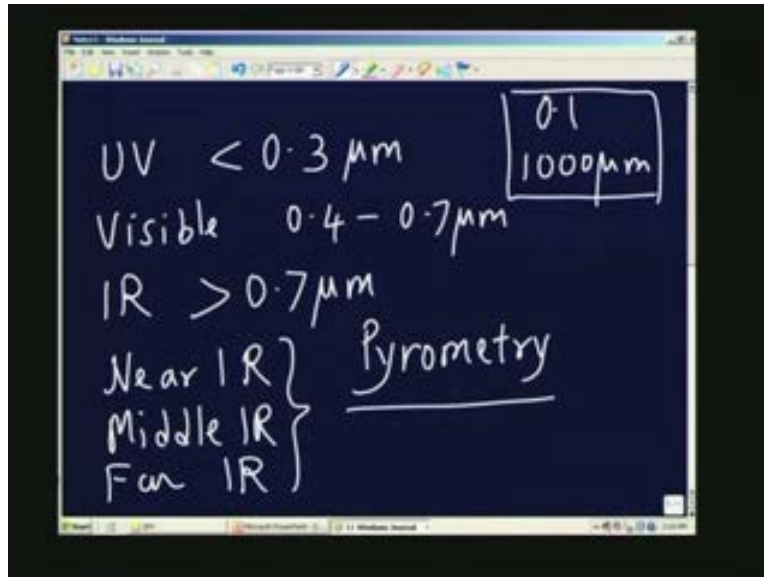 0.1
1000μm
UV < 0.3 μm
Visible 0.4 - 0.7μm
IR > 0.7μm
Near IR
Middle IR
Far IR
Pyrometry